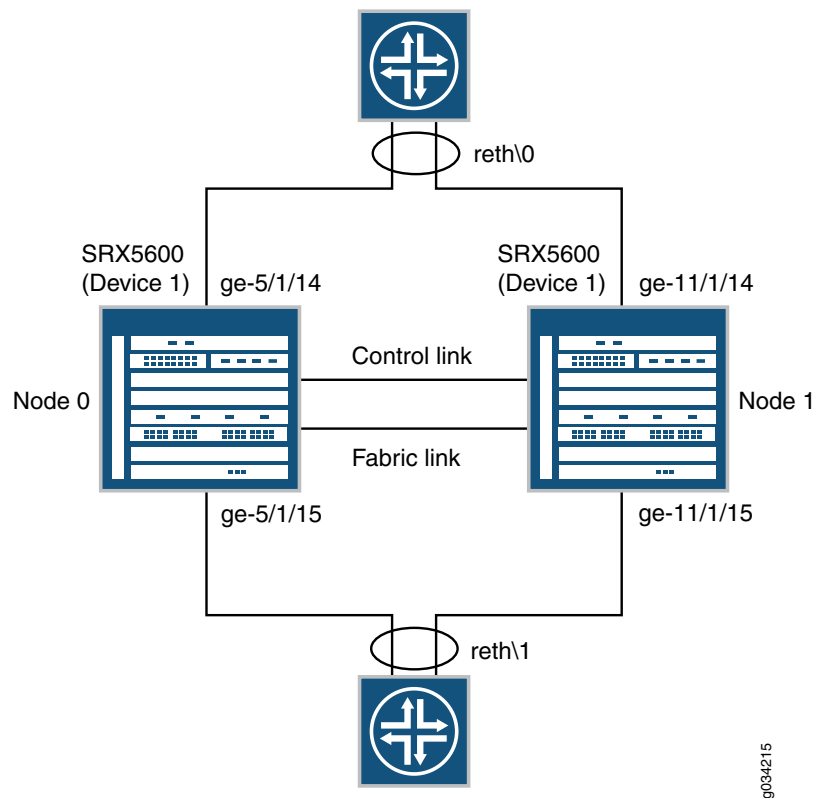 reth\0
SRX5600
(Device 1)
ge-5/1/14
SRX5600
(Device 1)
ge-11/1/14
Control link
Node 0
Node 1
Fabric link
ge-5/1/15
ge-11/1/15
reth\1
g034215